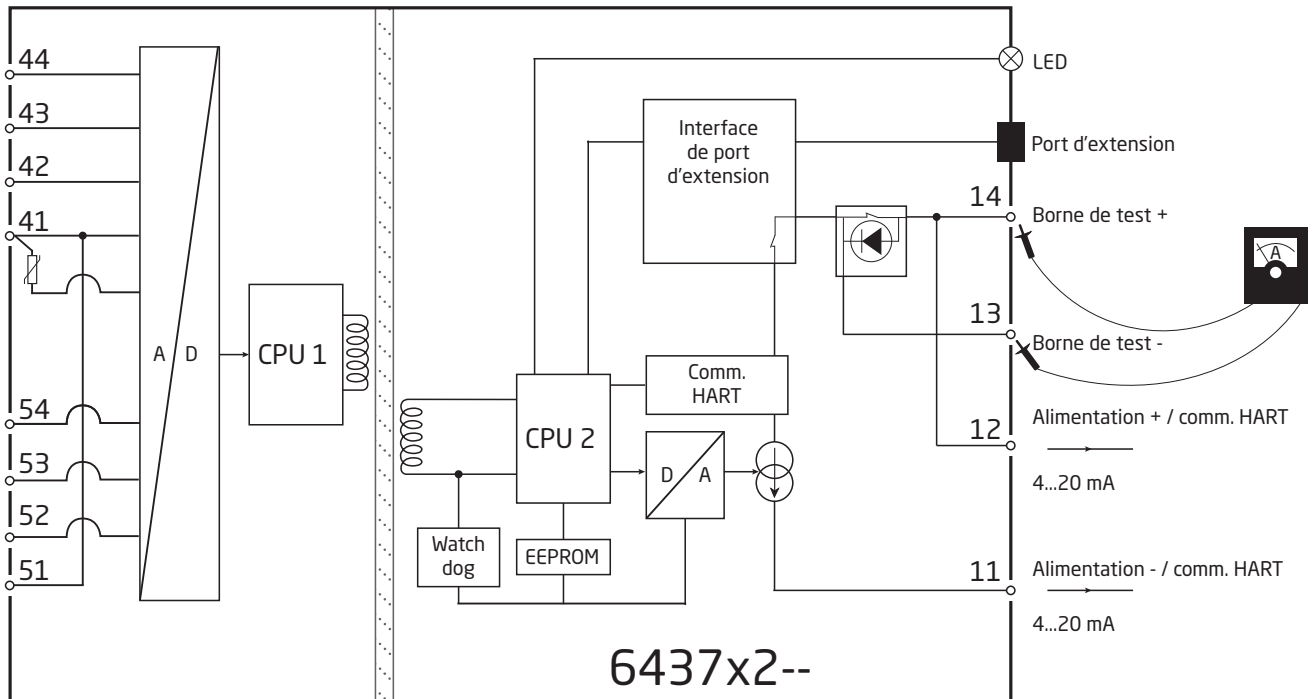 44
43
42
41
54
53
52
51
A
D
CPU 1
CPU 2
Watch
dog
EEPROM
D
A
Comm.
HART
Interface
de port
d'extension
LED
Port d'extension
14
Borne de test +
A
13
Borne de test -
12
Alimentation + / comm. HART
4...20 mA
11
Alimentation - / comm. HART
4...20 mA
6437x2--